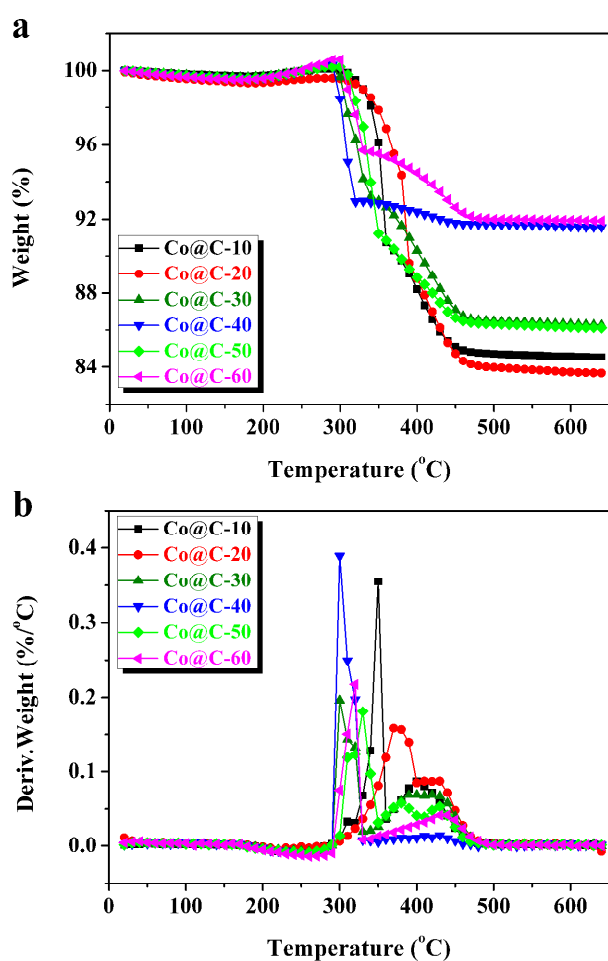 a
100
96
92
88
84
Weight (%)
Co@C-10
Co@C-20
Co@C-30
Co@C-40
Co@C-50
Co@C-60
0 100 200 300 400 500 600
Temperature (°C)
b
0.4
0.3
0.2
0.1
0.0
Deriv.Weight (%/°C)
Co@C-10
Co@C-20
Co@C-30
Co@C-40
Co@C-50
Co@C-60
0 100 200 300 400 500 600
Temperature (°C)